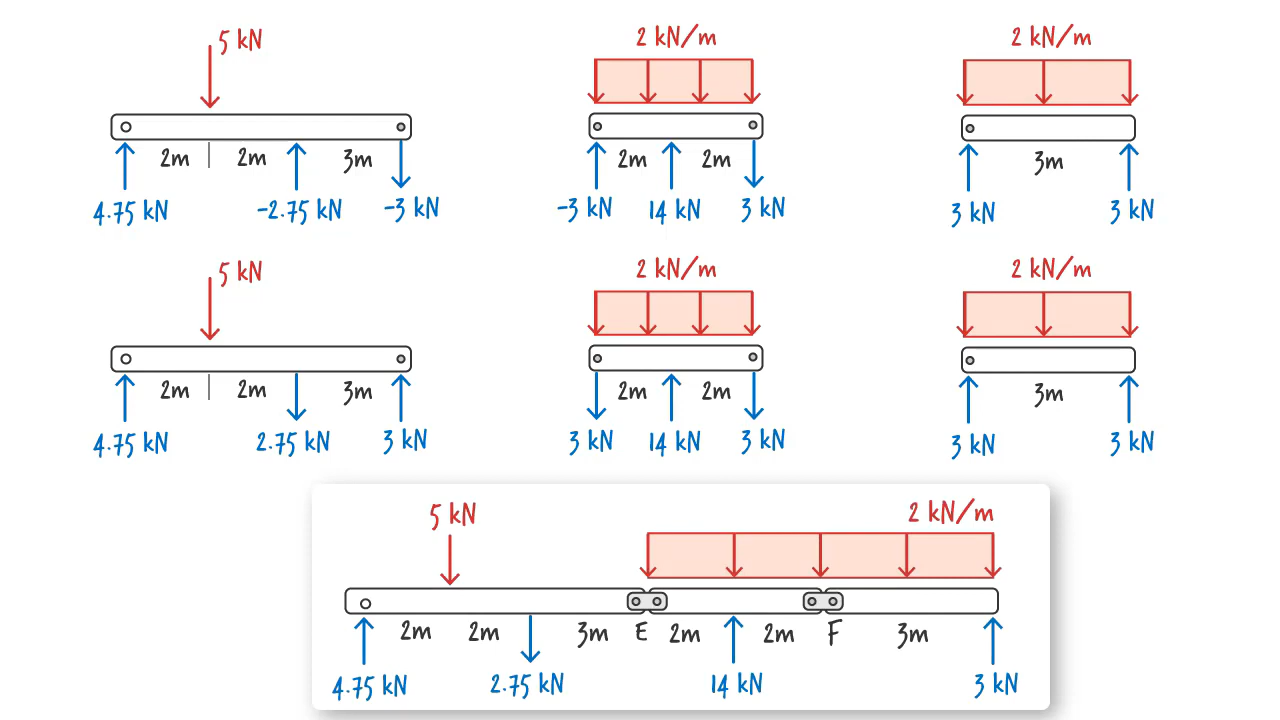 5 kN
2 kN/m
2 kN/m
2m 2m 3m
2m 2m
3m
4.75 kN -2.75 kN -3 kN
-3 kN 14 kN 3 kN
3 kN 3 kN
5 kN
2 kN/m
2 kN/m
2m 2m 3m
2m 2m
3m
4.75 kN 2.75 kN 3 kN
3 kN 14 kN 3 kN
3 kN 3 kN
5 kN
2 kN/m
2m 2m 3m E 2m 2m F 3m
4.75 kN 2.75 kN 14 kN 3 kN